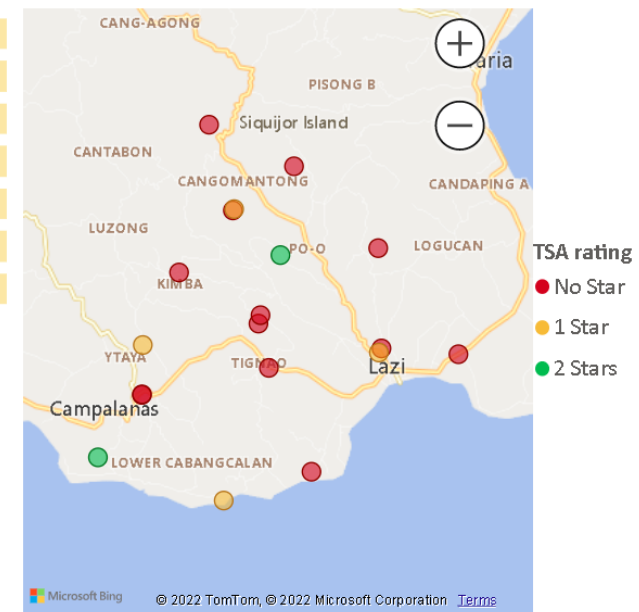 CANG-AGONG
aria
PISONG B
Siquijor Island
CANTABON
CANGOMANTONG
CANDAPING A
LUZONG
PO-O
LOGUCAN
TSA rating
KIMBA
No Star
1 Star
YTAYA
TIGNAO
Lazi
2 Stars
Campalanas
LOWER CABANGCALAN
Microsoft Bing
© 2022 TomTom, © 2022 Microsoft Corporation Terms